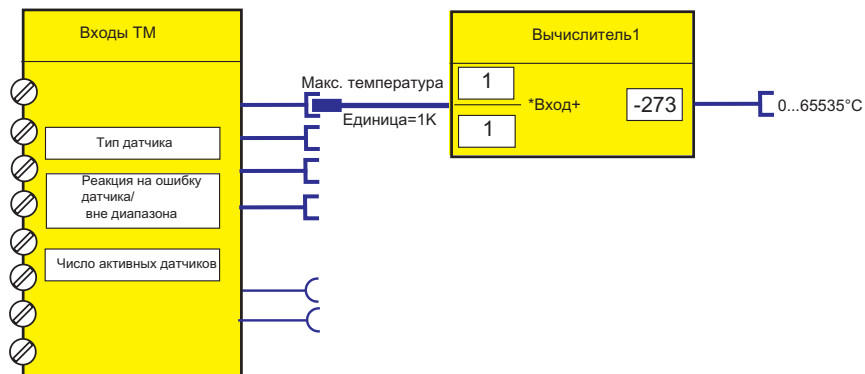 Входы ТМ
Вычислитель1
Макс. температура
Единица=1K
1
1
*Вход+
-273
0...65535°C
Тип датчика
Реакция на ошибку
датчика/
вне диапазона
Число активных датчиков